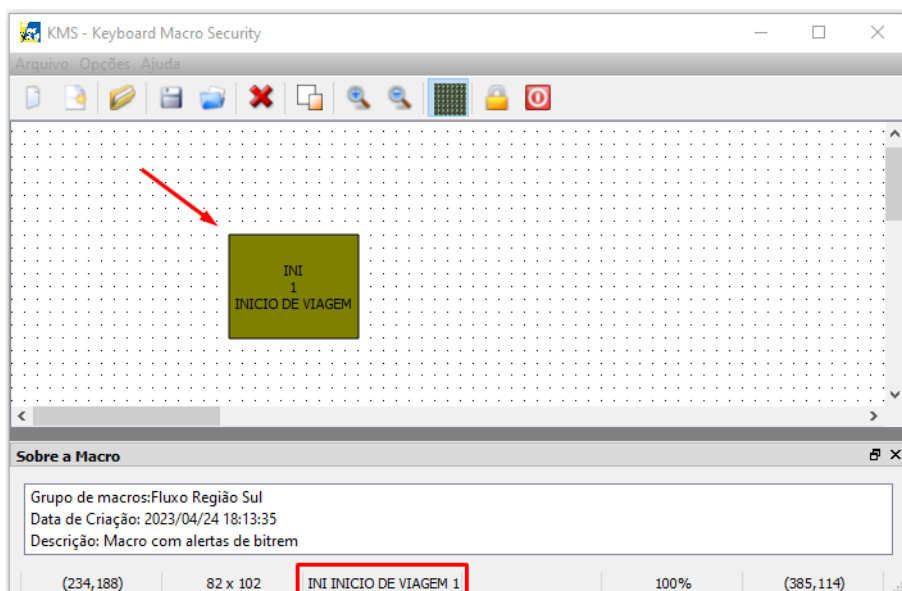 KMS - Keyboard Macro Security
Arquivo Opções Ajuda
INI
1
INICIO DE VIAGEM
Sobre a Macro
Grupo de macros:Fluxo Região Sul
Data de Criação: 2023/04/24 18:13:35
Descrição: Macro com alertas de bitrem
(234,188) 82 x 102 INI INICIO DE VIAGEM 1 100% (385,114)